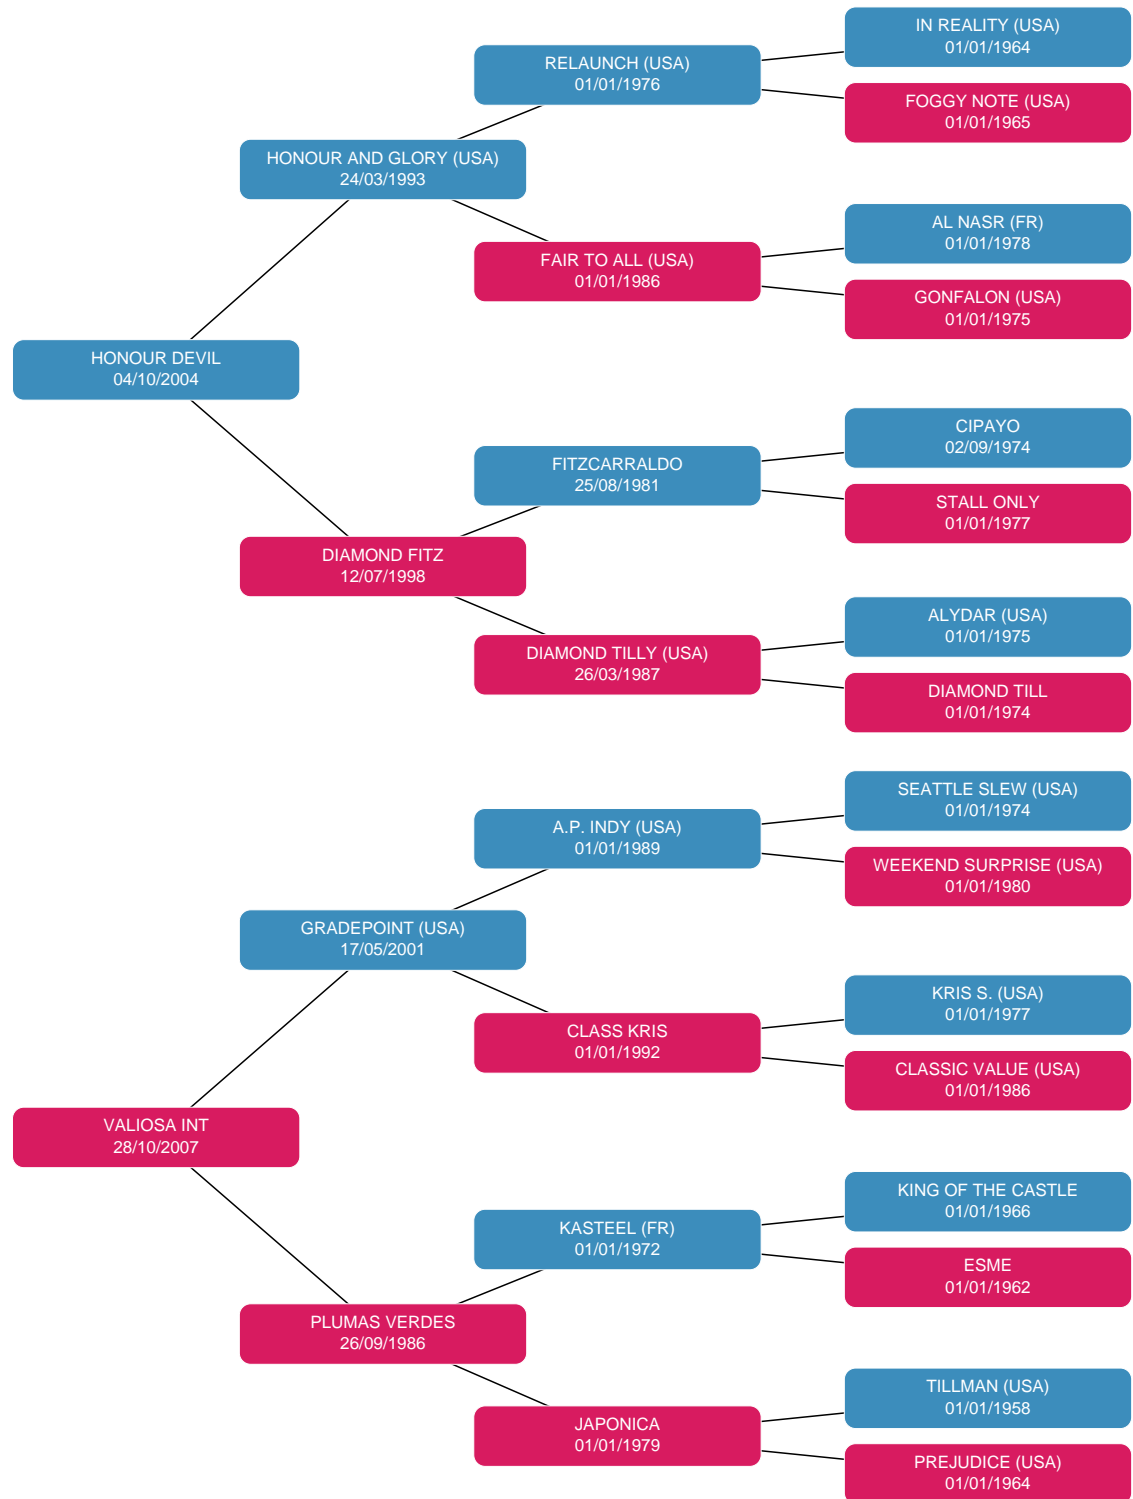 IN REALITY (USA)
01/01/1964
RELAUNCH (USA)
01/01/1976
FOGGY NOTE (USA)
01/01/1965
HONOUR AND GLORY (USA)
24/03/1993
AL NASR (FR)
01/01/1978
FAIR TO ALL (USA)
01/01/1986
GONFALON (USA)
01/01/1975
HONOUR DEVIL
04/10/2004
CIPAYO
02/09/1974
FITZCARRALDO
25/08/1981
STALL ONLY
01/01/1977
DIAMOND FITZ
12/07/1998
ALYDAR (USA)
01/01/1975
DIAMOND TILLY (USA)
26/03/1987
DIAMOND TILL
01/01/1974
SEATTLE SLEW (USA)
01/01/1974
A.P. INDY (USA)
01/01/1989
WEEKEND SURPRISE (USA)
01/01/1980
GRADEPOINT (USA)
17/05/2001
KRIS S. (USA)
01/01/1977
CLASS KRIS
01/01/1992
CLASSIC VALUE (USA)
01/01/1986
VALIOSA INT
28/10/2007
KING OF THE CASTLE
01/01/1966
KASTEEL (FR)
01/01/1972
ESME
01/01/1962
PLUMAS VERDES
26/09/1986
TILLMAN (USA)
01/01/1958
JAPONICA
01/01/1979
PREJUDICE (USA)
01/01/1964